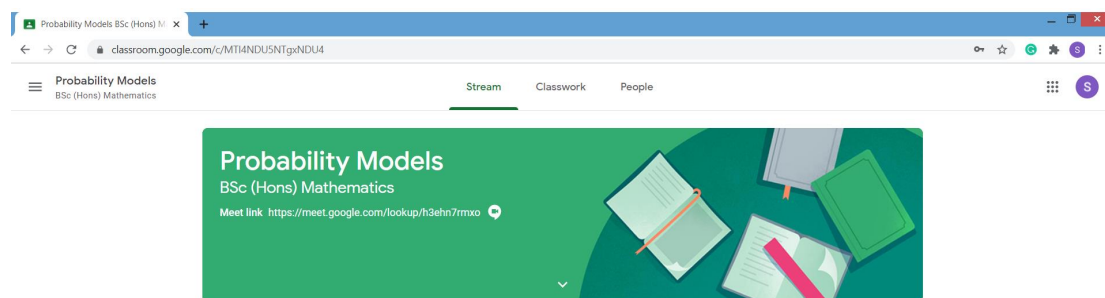 Probability Models BSc (Hons) M
classroom.google.com/c/MTI4NDU5NTgxNDU4
Probability Models
BSc (Hons) Mathematics
Stream Classwork People
S
S
Probability Models
BSc (Hons) Mathematics
Meet link https://meet.google.com/lookup/h3ehn7rmxo